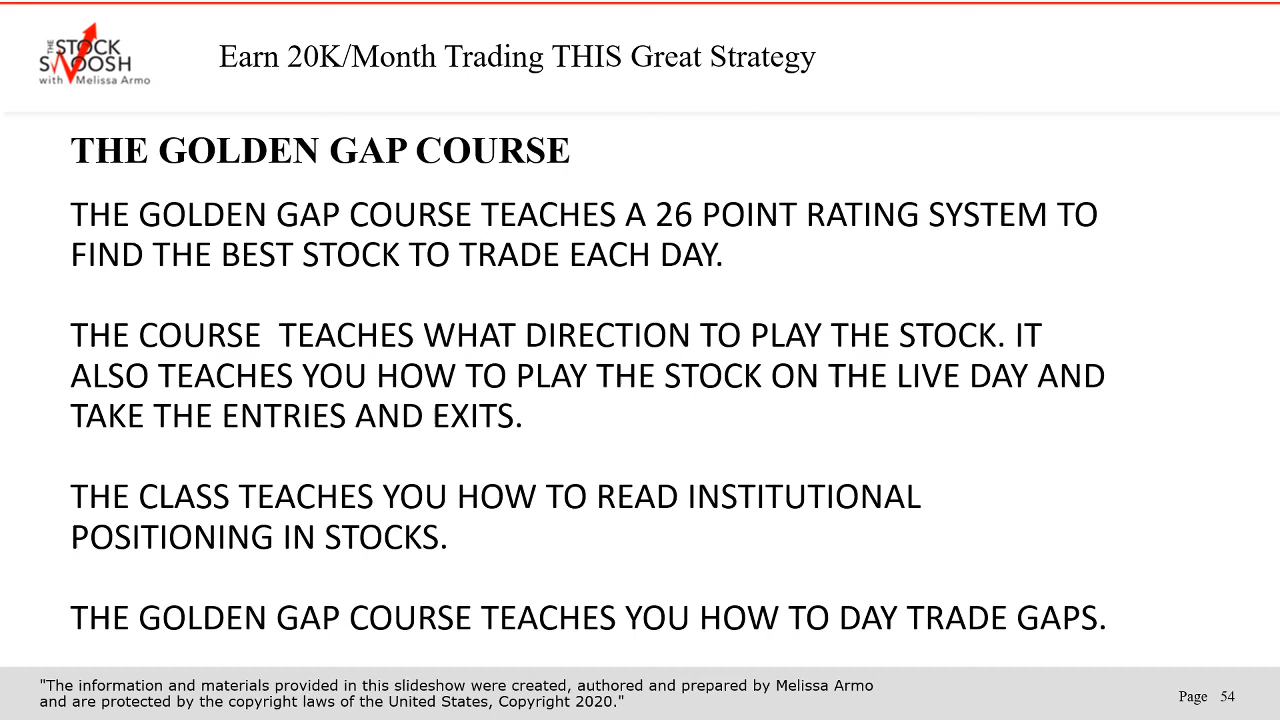 THE STOCK
SWOOSH
with Melissa Armo
Earn 20K/Month Trading THIS Great Strategy
THE GOLDEN GAP COURSE
THE GOLDEN GAP COURSE TEACHES A 26 POINT RATING SYSTEM TO
FIND THE BEST STOCK TO TRADE EACH DAY.
THE COURSE  TEACHES WHAT DIRECTION TO PLAY THE STOCK. IT
ALSO TEACHES YOU HOW TO PLAY THE STOCK ON THE LIVE DAY AND
TAKE THE ENTRIES AND EXITS.
THE CLASS TEACHES YOU HOW TO READ INSTITUTIONAL
POSITIONING IN STOCKS.
THE GOLDEN GAP COURSE TEACHES YOU HOW TO DAY TRADE GAPS.
"The information and materials provided in this slideshow were created, authored and prepared by Melissa Armo
and are protected by the copyright laws of the United States, Copyright 2020."
Page 54